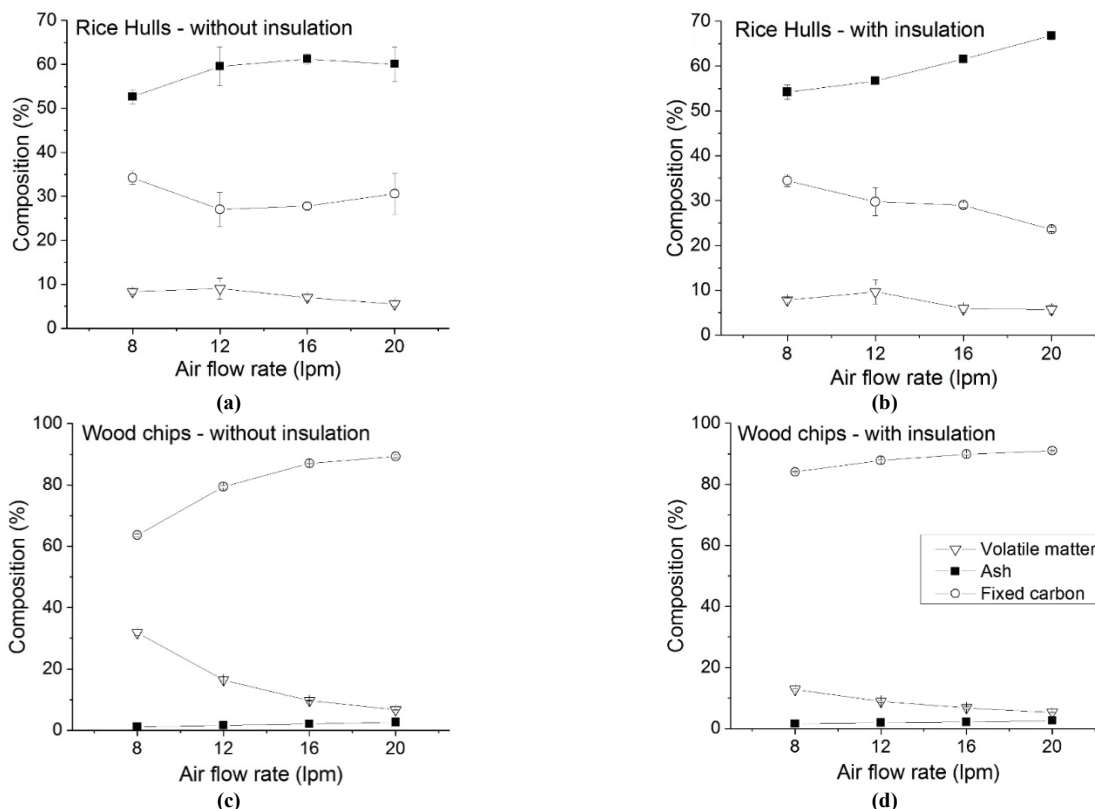 Rice Hulls - without insulation
70
60
50
40
30
20
10
0
Composition (%)
8 12 16 20
Air flow rate (lpm)
(a)
Rice Hulls - with insulation
70
60
50
40
30
20
10
0
Composition (%)
8 12 16 20
Air flow rate (lpm)
(b)
Wood chips - without insulation
100
80
60
40
20
0
Composition (%)
8 12 16 20
Air flow rate (lpm)
(c)
Wood chips - with insulation
100
80
60
40
20
0
Composition (%)
Volatile matter
Ash
Fixed carbon
8 12 16 20
Air flow rate (lpm)
(d)